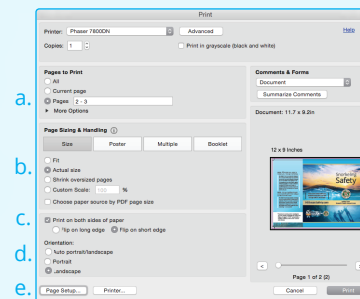 Print
Printer: Phaser 7800DN Advanced Help
Copies: 1 Print in grayscale (black and white)
Pages to Print
All
Current page
a. Pages 2 - 3
More Options
Comments & Forms
Document
Summarize Comments
Document: 11.7 x 9.2in
Page Sizing & Handling
Size Poster Multiple Booklet
12 x 9 Inches
b. Fit
Actual size
Shrink oversized pages
Custom Scale: 100 %
Choose paper source by PDF page size
Snorkeling
Safety
c. Print on both sides of paper
Flip on long edge Flip on short edge
d. Orientation:
Auto portrait/landscape
Portrait
Landscape
< >
Page 1 of 2 (2)
e. Page Setup... Printer... Cancel Print